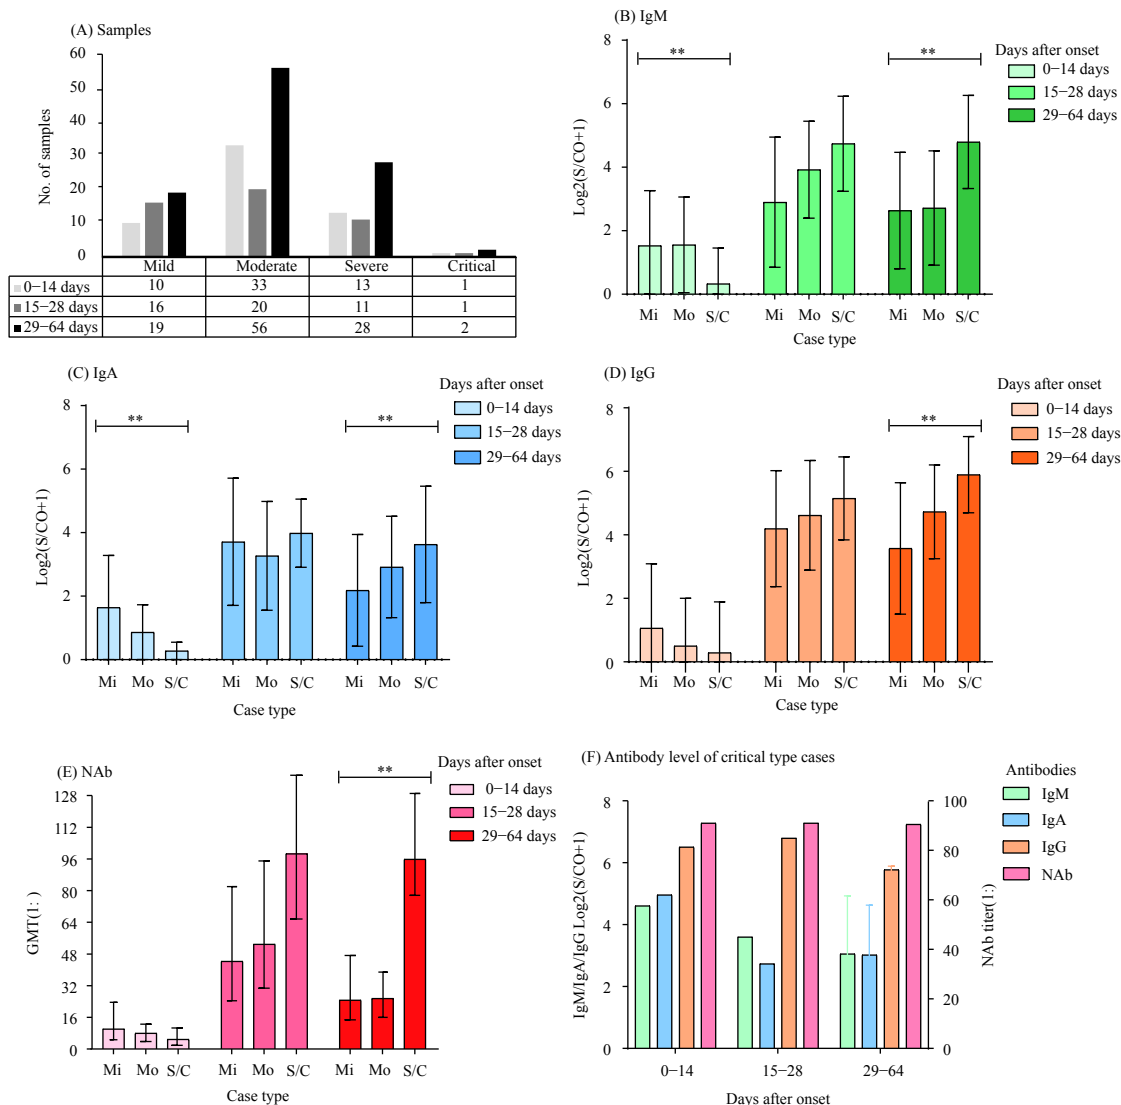 (A) Samples
60
50
40
30
20
10
0
No. of samples
Mild Moderate Severe Critical
0−14 days 10 33 13 1
15−28 days 16 20 11 1
29−64 days 19 56 28 2
(B) IgM
Days after onset
0−14 days
15−28 days
29−64 days
** **
8
6
4
2
0
Log2(S/CO+1)
Mi Mo S/C Mi Mo S/C Mi Mo S/C
Case type
(C) IgA
Days after onset
0−14 days
15−28 days
29−64 days
** **
8
6
4
2
0
Log2(S/CO+1)
Mi Mo S/C Mi Mo S/C Mi Mo S/C
Case type
(D) IgG
Days after onset
0−14 days
15−28 days
29−64 days
**
8
6
4
2
0
Log2(S/CO+1)
Mi Mo S/C Mi Mo S/C Mi Mo S/C
Case type
(E) NAb
Days after onset
0−14 days
15−28 days
29−64 days
**
128
112
96
80
64
48
32
16
0
GMT(1: )
Mi Mo S/C Mi Mo S/C Mi Mo S/C
Case type
(F) Antibody level of critical type cases
Antibodies
IgM
IgA
IgG
NAb
8
6
4
2
0
IgM/IgA/IgG Log2(S/CO+1)
100
80
60
40
20
0
NAb titer(1:)
0−14 15−28 29−64
Days after onset